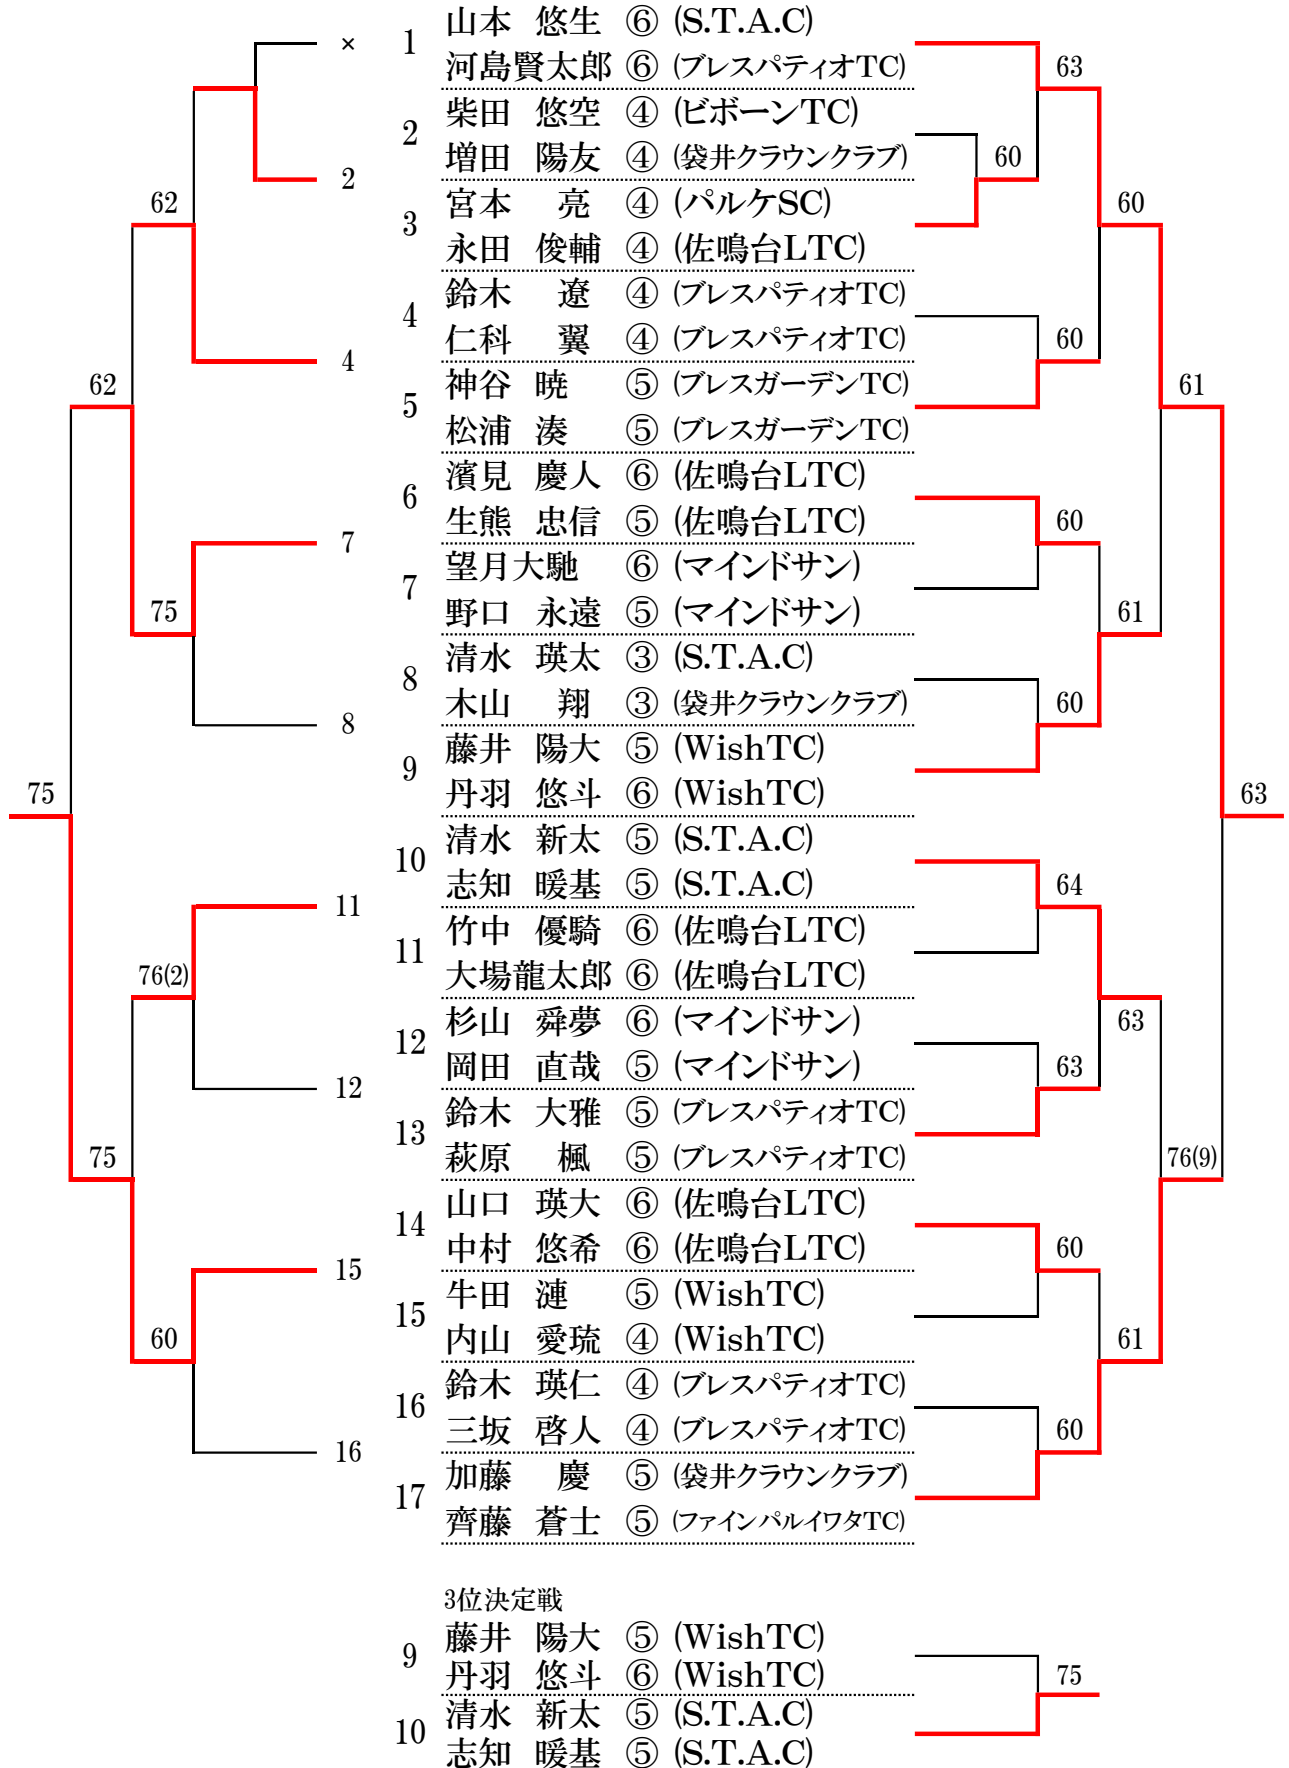 1
山本 悠生 ⑥ (S.T.A.C)
河島賢太郎 ⑥ (ブレスパティオTC)
2
柴田 悠空 ④ (ビボーンTC)
増田 陽友 ④ (袋井クラウンクラブ)
3
宮本 亮 ④ (パルケSC)
永田 俊輔 ④ (佐鳴台LTC)
4
鈴木 遼 ④ (ブレスパティオTC)
仁科 翼 ④ (ブレスパティオTC)
5
神谷 暁 ⑤ (ブレスガーデンTC)
松浦 湊 ⑤ (ブレスガーデンTC)
6
濱見 慶人 ⑥ (佐鳴台LTC)
生熊 忠信 ⑤ (佐鳴台LTC)
7
望月大馳 ⑥ (マインドサン)
野口 永遠 ⑤ (マインドサン)
8
清水 瑛太 ③ (S.T.A.C)
木山 翔 ③ (袋井クラウンクラブ)
9
藤井 陽大 ⑤ (WishTC)
丹羽 悠斗 ⑥ (WishTC)
10
清水 新太 ⑤ (S.T.A.C)
志知 暖基 ⑤ (S.T.A.C)
11
竹中 優騎 ⑥ (佐鳴台LTC)
大場龍太郎 ⑥ (佐鳴台LTC)
12
杉山 舜夢 ⑥ (マインドサン)
岡田 直哉 ⑤ (マインドサン)
13
鈴木 大雅 ⑤ (ブレスパティオTC)
萩原 楓 ⑤ (ブレスパティオTC)
14
山口 瑛大 ⑥ (佐鳴台LTC)
中村 悠希 ⑥ (佐鳴台LTC)
15
牛田 漣 ⑤ (WishTC)
内山 愛琉 ④ (WishTC)
16
鈴木 瑛仁 ④ (ブレスパティオTC)
三坂 啓人 ④ (ブレスパティオTC)
17
加藤 慶 ⑤ (袋井クラウンクラブ)
齊藤 蒼士 ⑤ (ファインパルイワタTC)
×
2
4
7
8
11
12
15
16
62
75
76(2)
60
62
75
75
63
60
60
60
60
64
63
60
60
60
61
63
61
61
76(9)
63
3位決定戦
9
藤井 陽大 ⑤ (WishTC)
丹羽 悠斗 ⑥ (WishTC)
10
清水 新太 ⑤ (S.T.A.C)
志知 暖基 ⑤ (S.T.A.C)
75